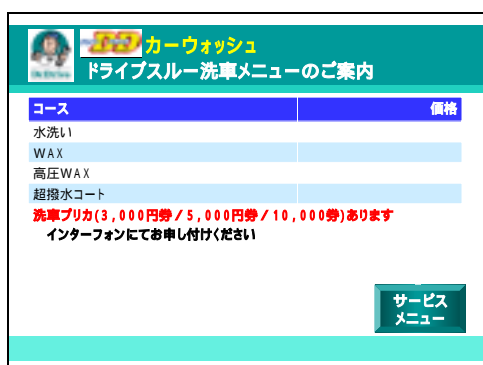 カーウォッシュ
ドライブスルー洗車メニューのご案内
コース 価格
水洗い
WAX
高圧WAX
超撥水コート
洗車プリカ(3,000円券/5,000円券/10,000券)あります
インターフォンにてお申し付けください
サービス
メニュー